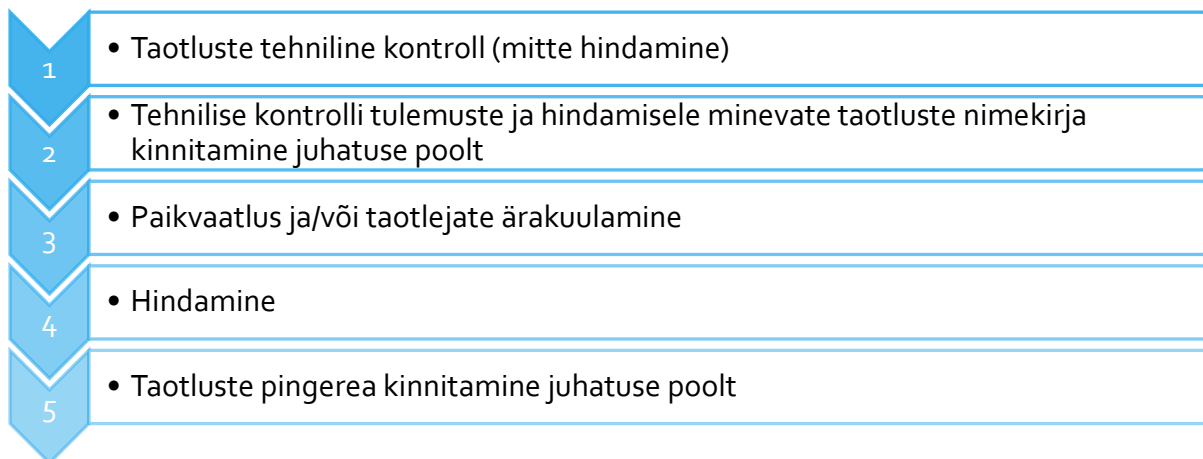 1
• Taotluste tehniline kontroll (mitte hindamine)
2
• Tehnilise kontrolli tulemuste ja hindamisele minevate taotluste nimekirja
kinnitamine juhatuse poolt
3
• Paikvaatlus ja/või taotlejate ärakuulamine
4
• Hindamine
5
• Taotluste pingerea kinnitamine juhatuse poolt